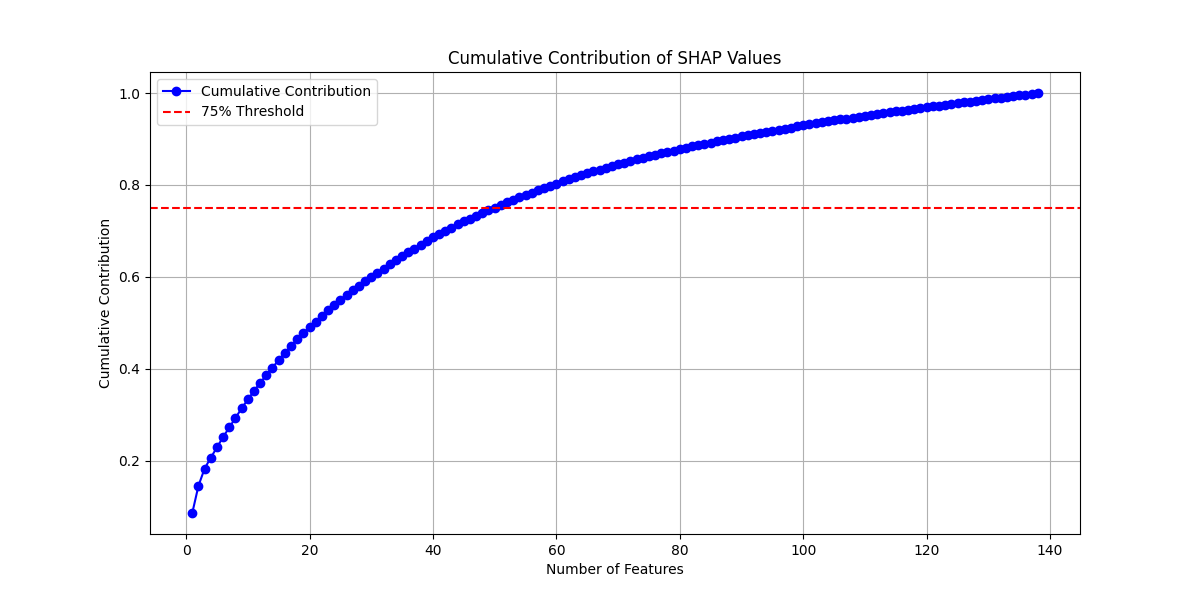 Cumulative Contribution of SHAP Values
Cumulative Contribution
75% Threshold
1.0
0.8
0.6
0.4
0.2
Cumulative Contribution
0 20 40 60 80 100 120 140
Number of Features